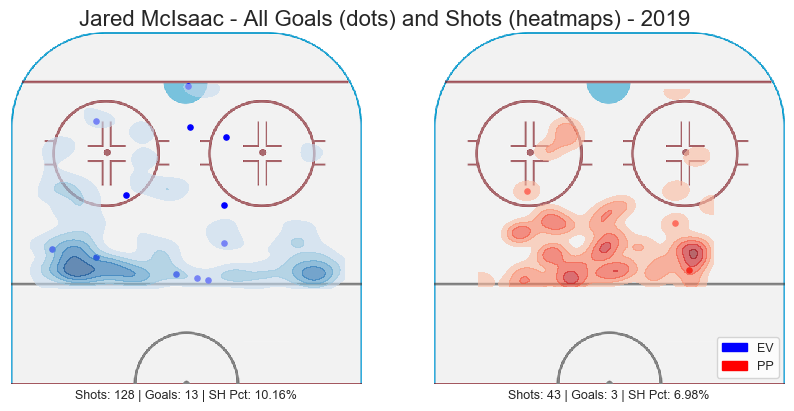 Jared McIsaac - All Goals (dots) and Shots (heatmaps) - 2019
EV
PP
Shots: 128 | Goals: 13 | SH Pct: 10.16%
Shots: 43 | Goals: 3 | SH Pct: 6.98%